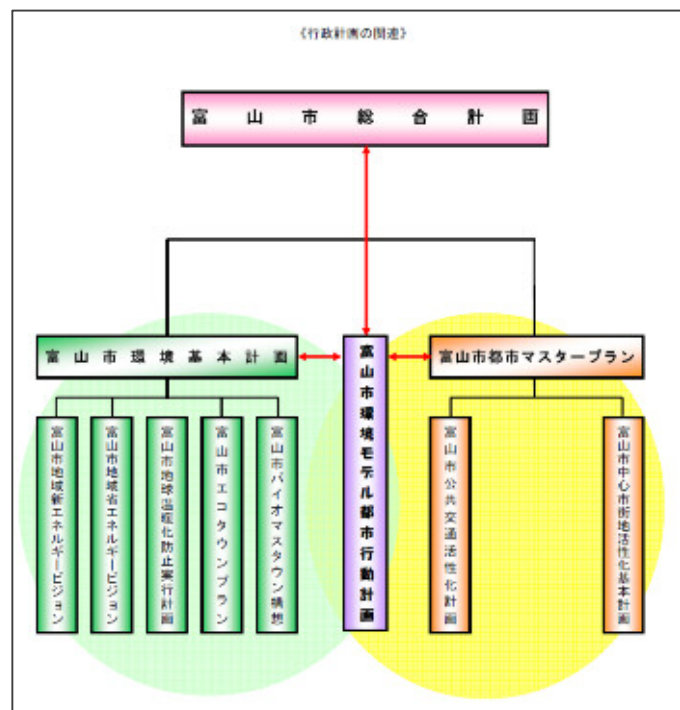 《行政計画の関連》
富山市総合計画
富山市環境基本計画
富山市環境モデル都市行動計画
富山市都市マスタープラン
富山市地域新エネルギービジョン
富山市地域省エネルギービジョン
富山市地球温暖化防止実行計画
富山市エコタウンプラン
富山市バイオマスタウン構想
富山市公共交通活性化計画
富山市中心市街地活性化基本計画